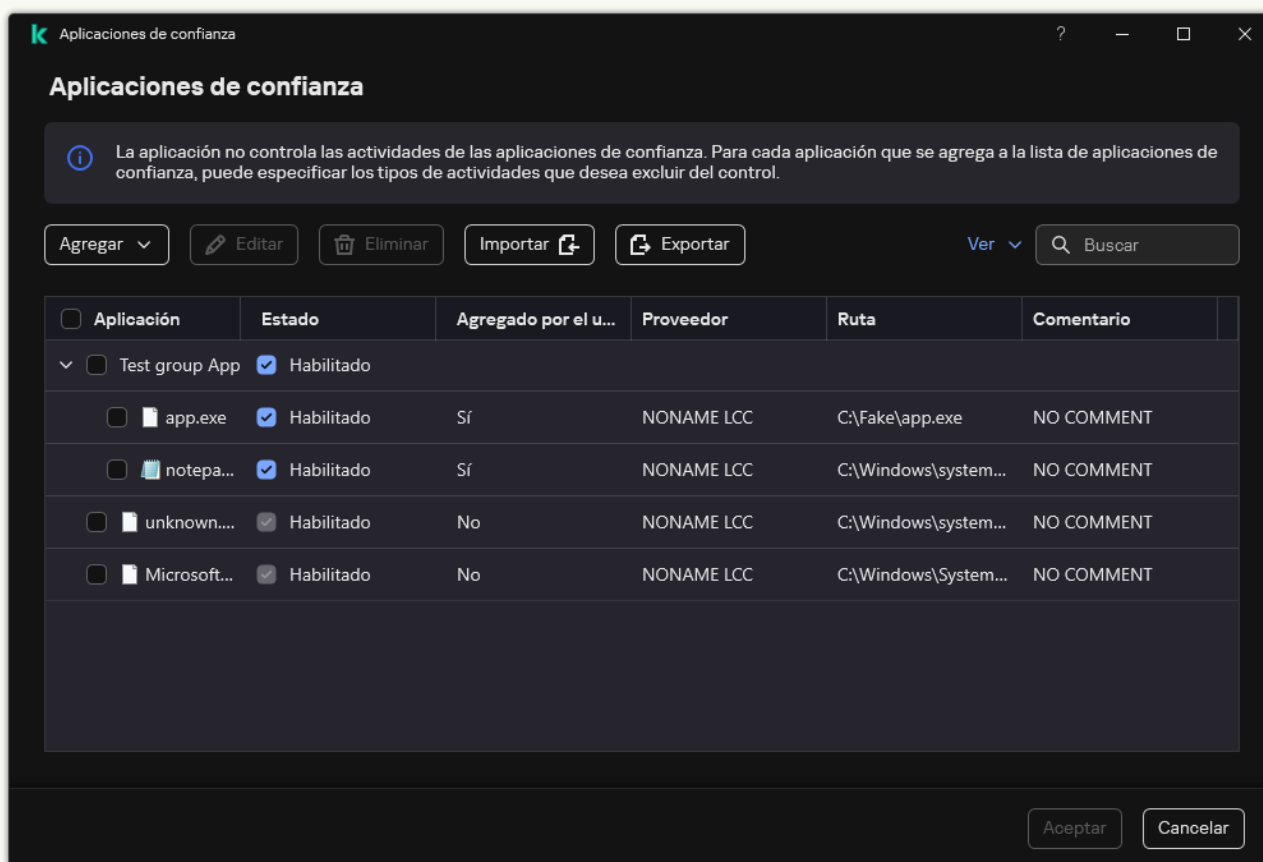 Aplicaciones de confianza
Aplicaciones de confianza
La aplicación no controla las actividades de las aplicaciones de confianza. Para cada aplicación que se agrega a la lista de aplicaciones de
confianza, puede especificar los tipos de actividades que desea excluir del control.
Agregar Editar Eliminar Importar Exportar Ver Buscar
Aplicación Estado Agregado por el u... Proveedor Ruta Comentario
Test group App Habilitado
app.exe Habilitado Sí NONAME LCC C:\Fake\app.exe NO COMMENT
notepa... Habilitado Sí NONAME LCC C:\Windows\system... NO COMMENT
unknown.... Habilitado No NONAME LCC C:\Windows\system... NO COMMENT
Microsoft... Habilitado No NONAME LCC C:\Windows\System... NO COMMENT
Aceptar Cancelar